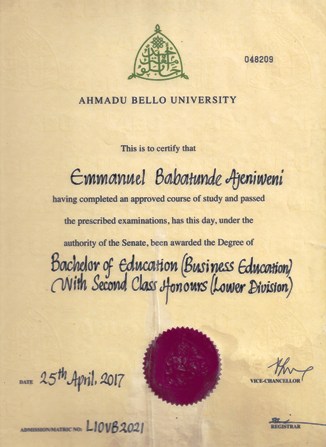 048209
AHMADU BELLO UNIVERSITY
This is to certify that
Emmanuel Babatunde Ajeniweni
having completed an approved course of study and passed
the prescribed examinations, has this day, under the
authority of the Senate, been awarded the Degree of
Bachelor of Education (Business Education)
With Second Class Honours (Lower Division)
DATE 25th April, 2017
VICE-CHANCELLOR
REGISTRAR
ADMISSION/MATRIC NO: L10VB2021